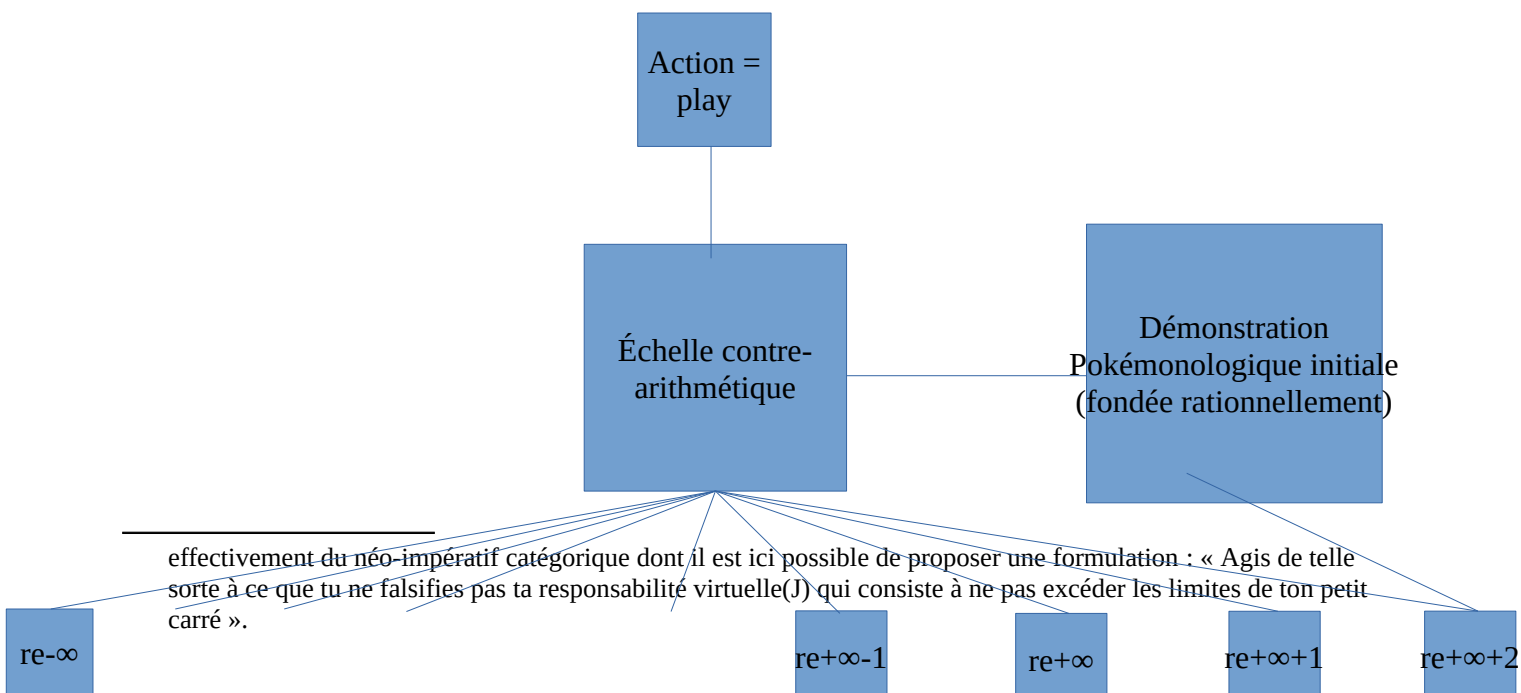 Action =
play
Échelle contre-
arithmétique
Démonstration
Pokémonologique initiale
(fondée rationnellement)
effectivement du néo-impératif catégorique dont il est ici possible de proposer une formulation : « Agis de telle
sorte à ce que tu ne falsifies pas ta responsabilité virtuelle(J) qui consiste à ne pas excéder les limites de ton petit
carré ».
re-∞
re+∞-1
re+∞
re+∞+1
re+∞+2